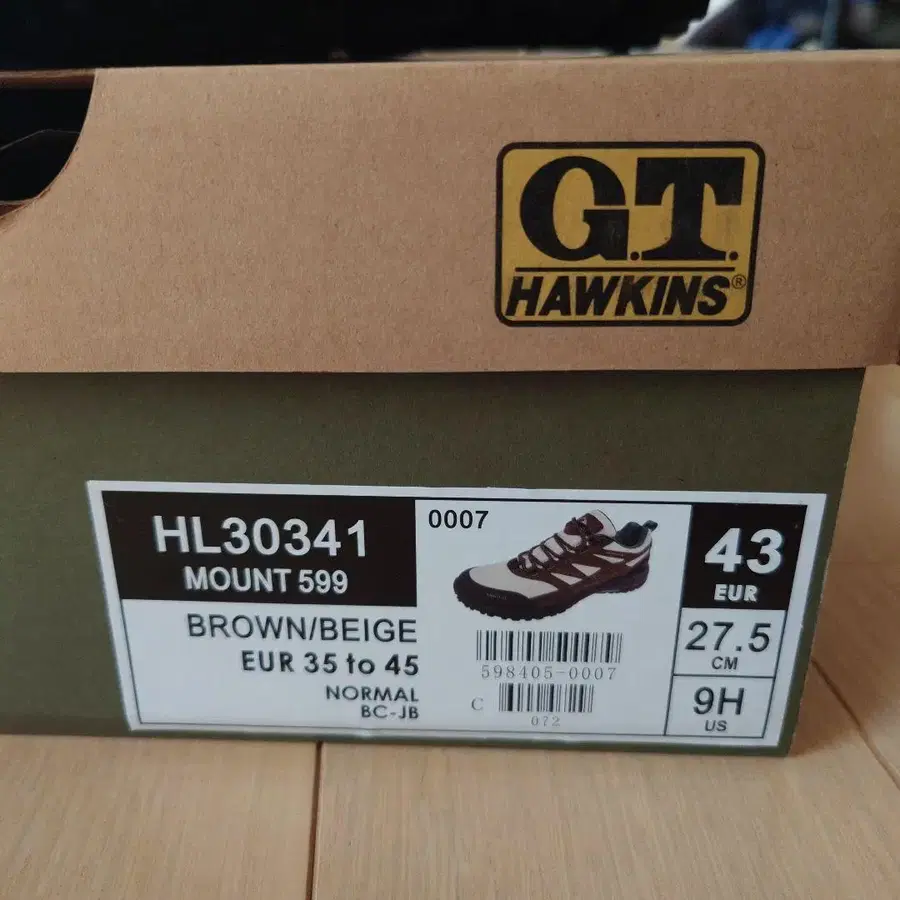 G.T.
HAWKINS®
HL30341
MOUNT 599
BROWN/BEIGE
EUR 35 to 45
NORMAL
BC-JB
0007
598405-0007
C
072
43
EUR
27.5
CM
9H
US